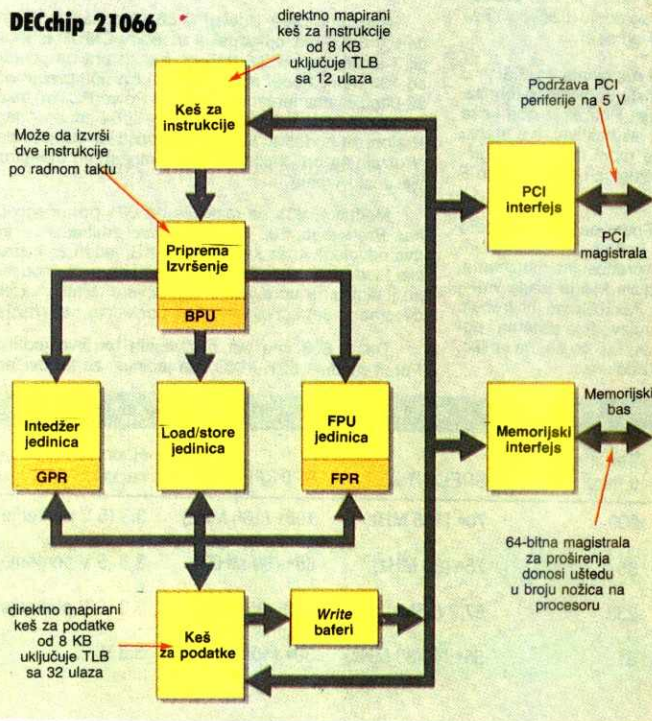 DECchip 21066
direktno mapirani
keš za instrukcije
od 8 KB
uključuje TLB
sa 12 ulaza
Keš za
instrukcije
Može da izvrši
dve instrukcije
po radnom taktu
Podržava PCI
periferije na 5 V
PCI
interfejs
PCI
magistrala
Priprema
Izvršenje
BPU
Intedžer
jedinica
GPR
Load/store
jedinica
FPU
jedinica
FPR
Memorijski
interfejs
Memorijski
bas
64-bitna magistrala
za proširenja
donosi uštedu
u broju nožica na
procesoru
direktno mapirani
keš za podatke
od 8 KB
uključuje TLB
sa 32 ulaza
Keš
za podatke
Write
baferi